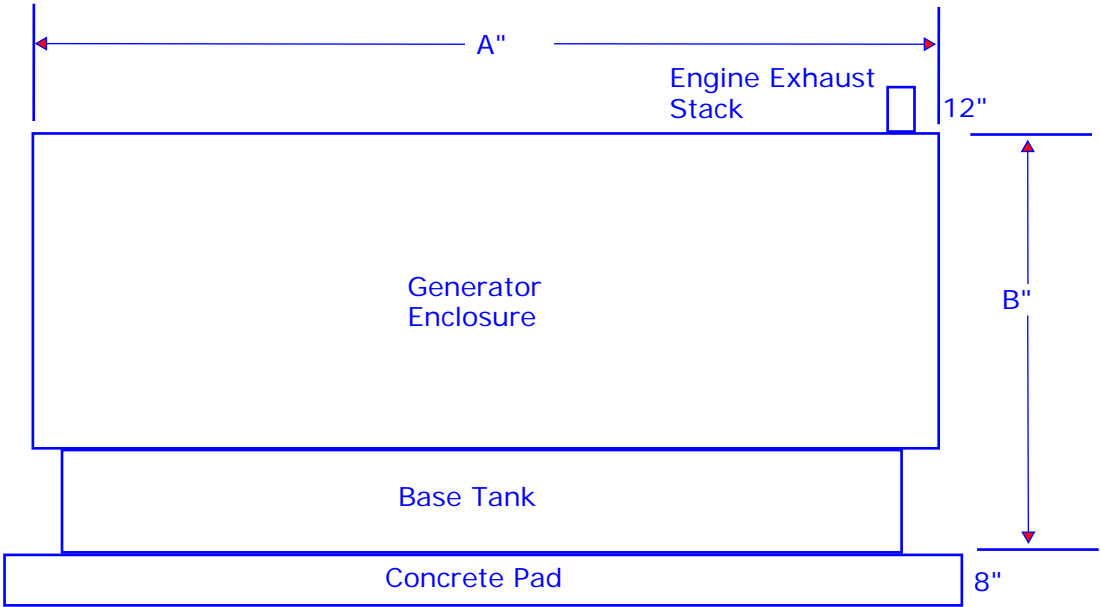 A"
Engine Exhaust
Stack
12"
Generator
Enclosure
B"
Base Tank
Concrete Pad
8"